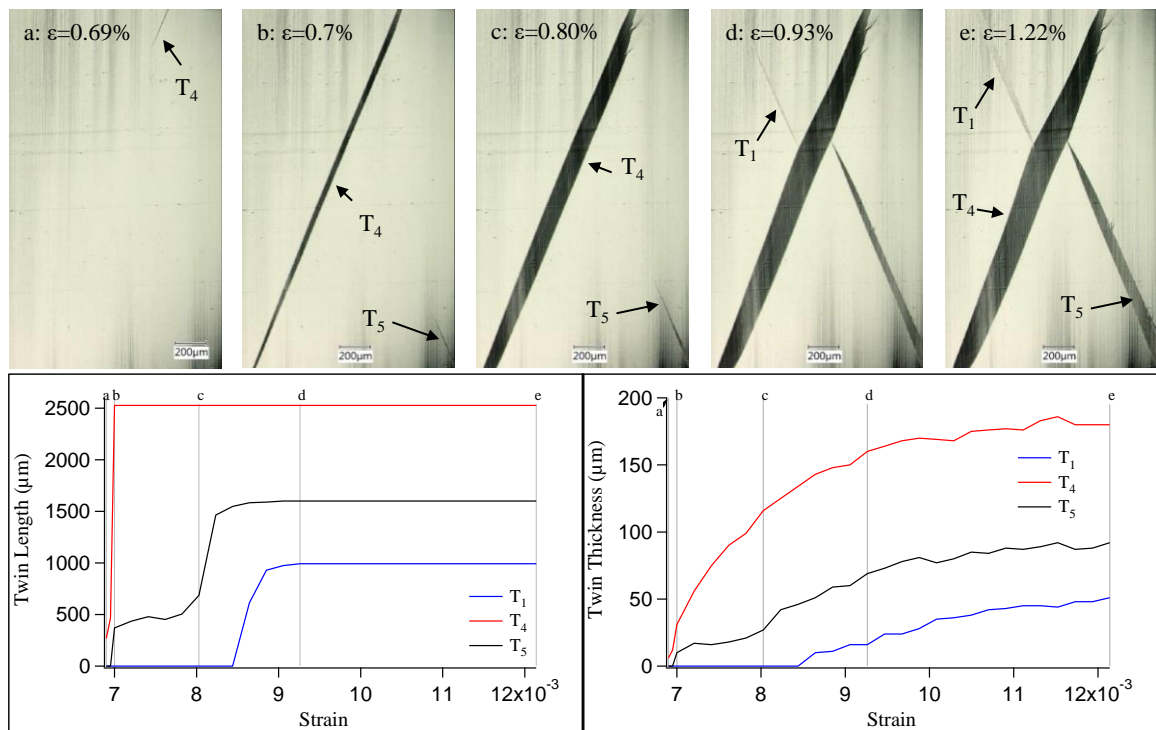 a: ε=0.69%
T4
200µm
b: ε=0.7%
T4
T5
200µm
c: ε=0.80%
T4
T5
200µm
d: ε=0.93%
T1
200µm
e: ε=1.22%
T1
T4
T5
200µm
Twin Length (µm)
2500
2000
1500
1000
500
0
a b c d e
T1
T4
T5
7 8 9 10 11 12x10⁻³
Strain
Twin Thickness (µm)
200
150
100
50
0
a b c d e
T1
T4
T5
7 8 9 10 11 12x10⁻³
Strain